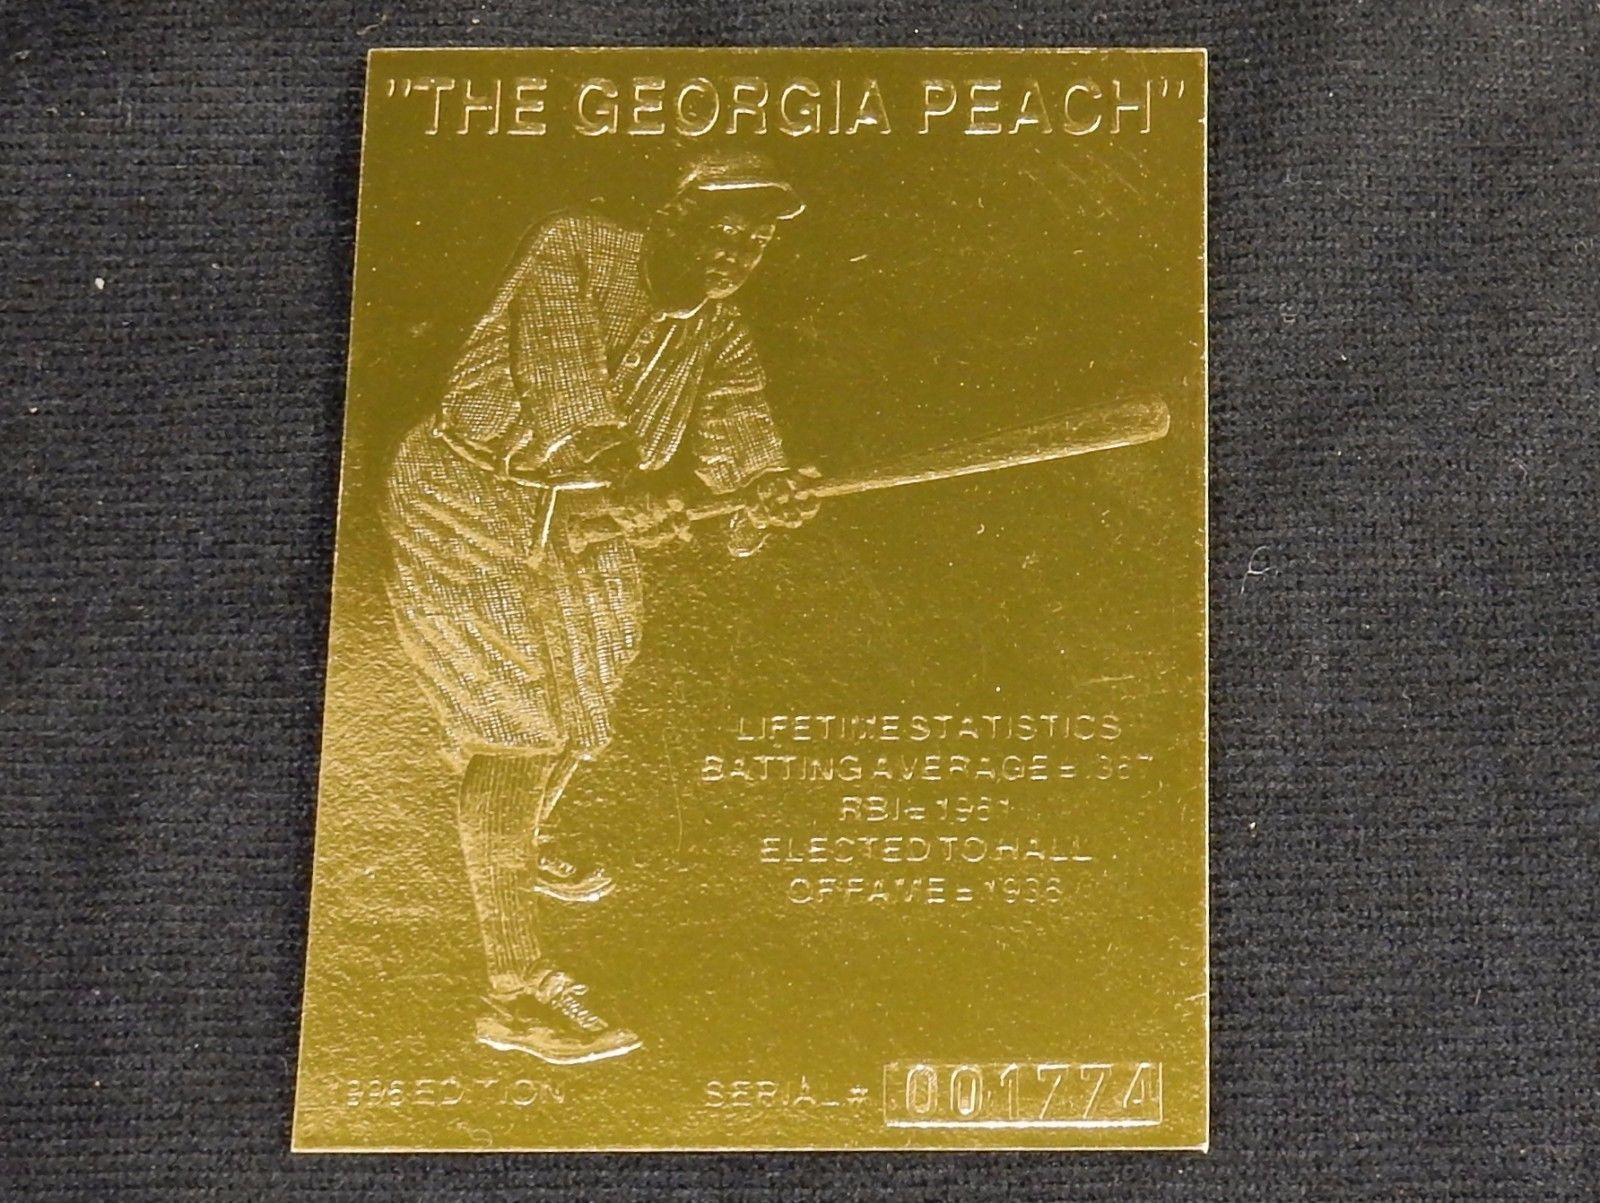 "THE GEORGIA PEACH"
LIFETIME STATISTICS
BATTING AVERAGE = .367
RBI = 1961
ELECTED TO HALL
OF FAME = 1936
1996 EDITION SERIAL # 001774